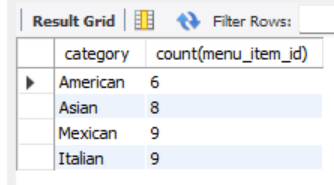 Result Grid Filter Rows:
category count(menu_item_id)
American 6
Asian 8
Mexican 9
Italian 9